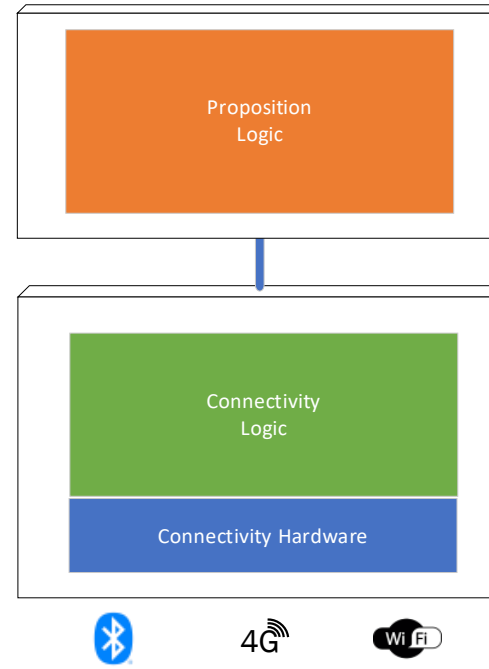 Proposition
Logic
Connectivity
Logic
Connectivity Hardware
4G
Wi Fi